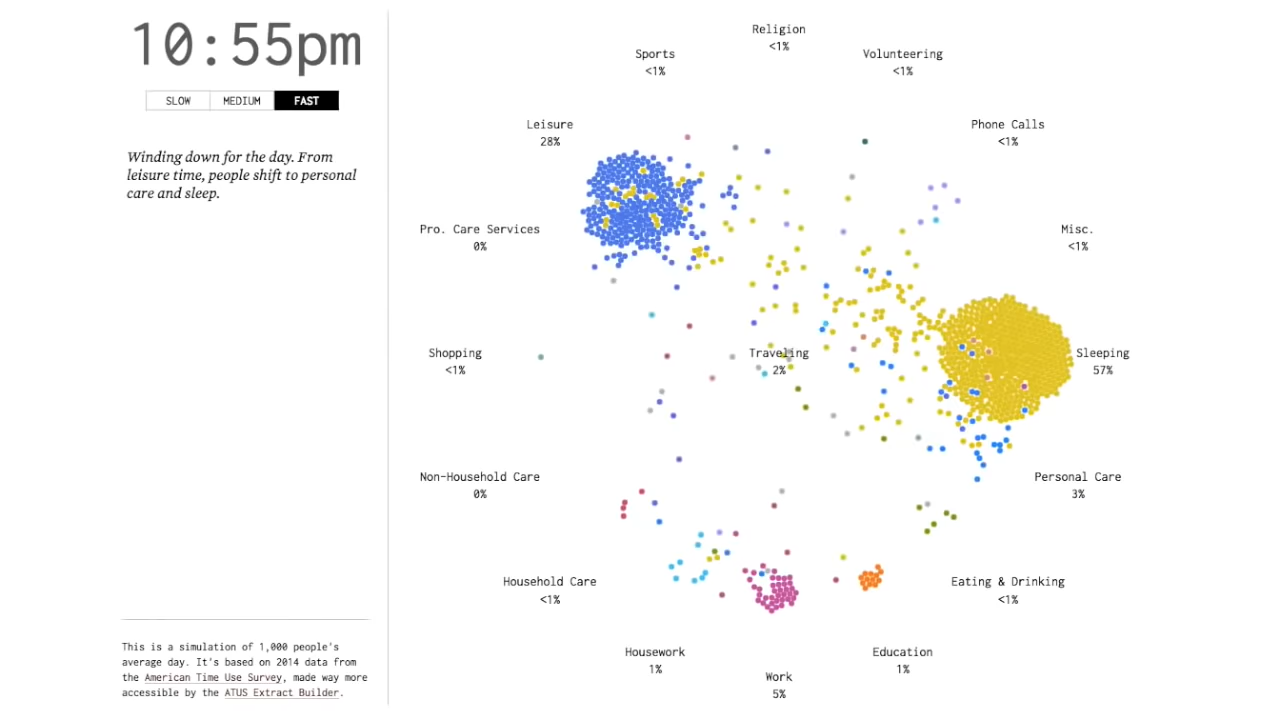 10:55pm
SLOW MEDIUM FAST
Winding down for the day. From
leisure time, people shift to personal
care and sleep.
This is a simulation of 1,000 people's
average day. It's based on 2014 data from
the American Time Use Survey, made way more
accessible by the ATUS Extract Builder.
Religion
<1%
Sports
<1%
Volunteering
<1%
Leisure
28%
Phone Calls
<1%
Pro. Care Services
0%
Misc.
<1%
Shopping
<1%
Traveling
2%
Sleeping
57%
Non-Household Care
0%
Personal Care
3%
Household Care
<1%
Eating & Drinking
<1%
Housework
1%
Education
1%
Work
5%